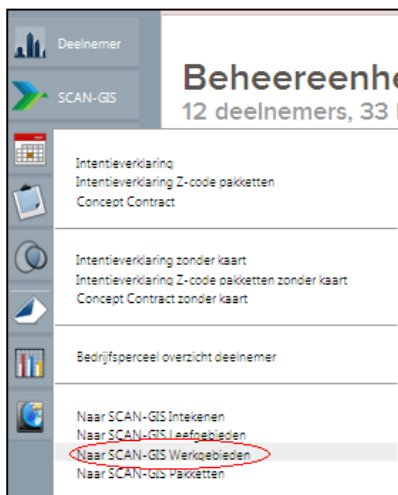 Deelnemer
SCAN-GIS
Beheereenhe
12 deelnemers, 33
Intentieverklaring
Intentieverklaring Z-code pakketten
Concept Contract
Intentieverklaring zonder kaart
Intentieverklaring Z-code pakketten zonder kaart
Concept Contract zonder kaart
Bedrijfsperceel overzicht deelnemer
Naar SCAN-GIS Intekenen
Naar SCAN-GIS Leefgebieden
Naar SCAN-GIS Werkgebieden
Naar SCAN-GIS Pakketten